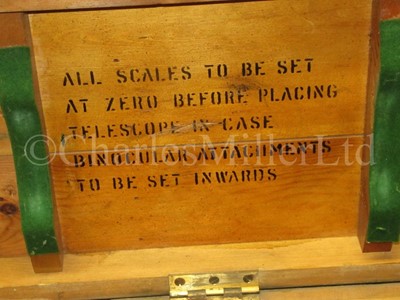 ALL SCALES TO BE SET
AT ZERO BEFORE PLACING
TELESCOPE IN CASE
©CharlesMillerLtd
BINOCULAR ATTACHMENTS
TO BE SET INWARDS